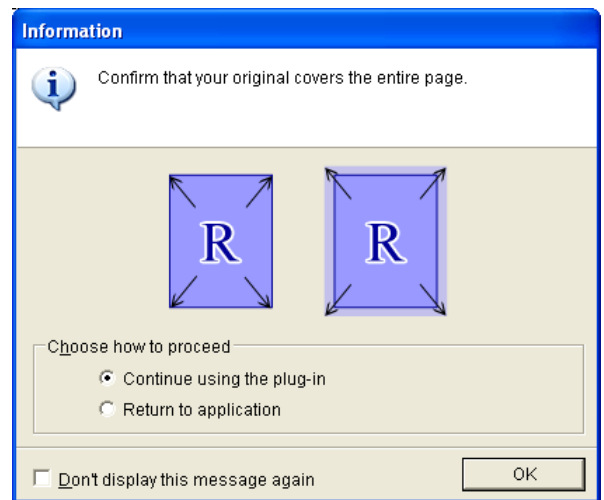 Information
Confirm that your original covers the entire page.
R R
Choose how to proceed
Continue using the plug-in
Return to application
Don't display this message again
OK